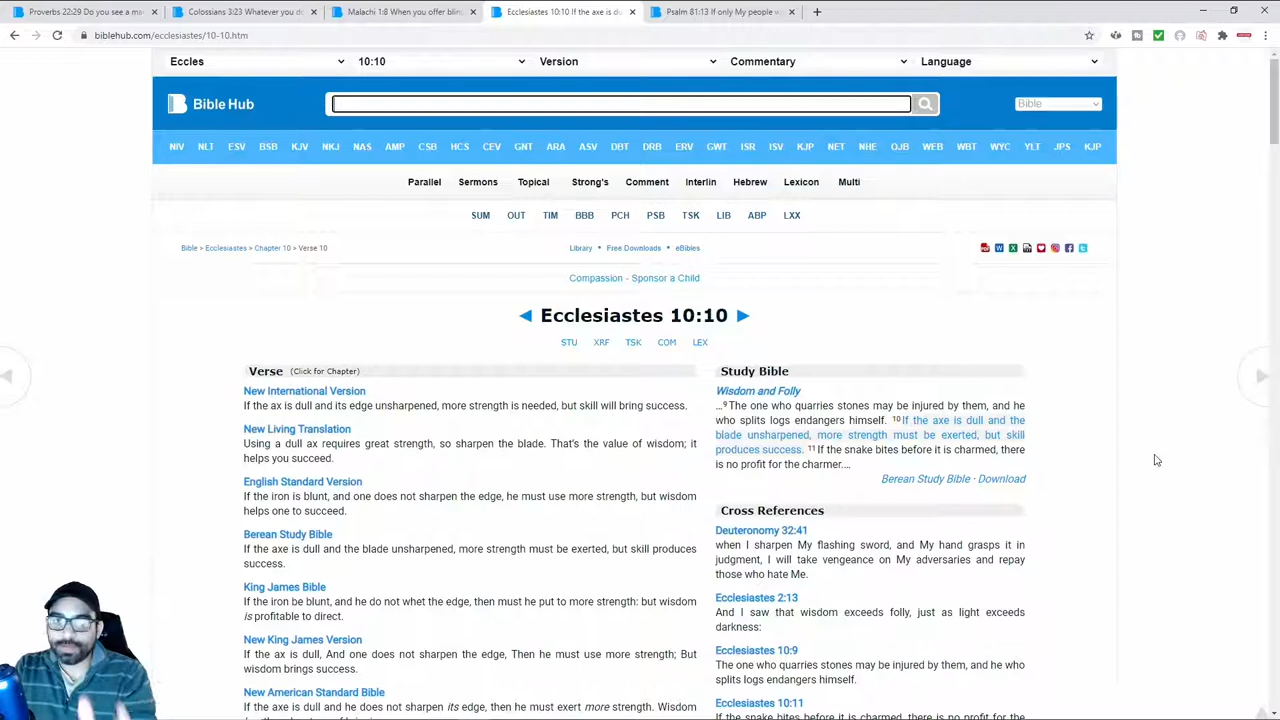 Proverbs 22:29 Do you see a ma
Colossians 3:23 Whatever you do
Malachi 1:8 When you offer blin
Ecclesiastes 10:10 If the axe is du
Psalm 81:13 If only My people w
biblehub.com/ecclesiastes/10-10.htm
Eccles 10:10 Version Commentary Language
Bible Hub
Bible
NIV NLT ESV BSB KJV NKJ NAS AMP CSB HCS CEV GNT ARA ASV DBT DRB ERV GWT ISR ISV KJP NET NHE OJB WEB WBT WYC YLT JPS KJP
Parallel Sermons Topical Strong's Comment Interlin Hebrew Lexicon Multi
SUM OUT TIM BBB PCH PSB TSK LIB ABP LXX
Bible > Ecclesiastes > Chapter 10 > Verse 10
Library • Free Downloads • eBibles
Compassion - Sponsor a Child
◄ Ecclesiastes 10:10 ►
STU XRF TSK COM LEX
Verse (Click for Chapter)
New International Version
If the ax is dull and its edge unsharpened, more strength is needed, but skill will bring success.
New Living Translation
Using a dull ax requires great strength, so sharpen the blade. That's the value of wisdom; it
helps you succeed.
English Standard Version
If the iron is blunt, and one does not sharpen the edge, he must use more strength, but wisdom
helps one to succeed.
Berean Study Bible
If the axe is dull and the blade unsharpened, more strength must be exerted, but skill produces
success.
King James Bible
If the iron be blunt, and he do not whet the edge, then must he put to more strength: but wisdom
is profitable to direct.
New King James Version
If the ax is dull, And one does not sharpen the edge, Then he must use more strength; But
wisdom brings success.
New American Standard Bible
If the axe is dull and he does not sharpen its edge, then he must exert more strength. Wisdom
Study Bible
Wisdom and Folly
…9The one who quarries stones may be injured by them, and he
who splits logs endangers himself. 10If the axe is dull and the
blade unsharpened, more strength must be exerted, but skill
produces success. 11If the snake bites before it is charmed, there
is no profit for the charmer.…
Berean Study Bible · Download
Cross References
Deuteronomy 32:41
when I sharpen My flashing sword, and My hand grasps it in
judgment, I will take vengeance on My adversaries and repay
those who hate Me.
Ecclesiastes 2:13
And I saw that wisdom exceeds folly, just as light exceeds
darkness:
Ecclesiastes 10:9
The one who quarries stones may be injured by them, and he who
splits logs endangers himself.
Ecclesiastes 10:11
If the snake bites before it is charmed, there is no profit for the